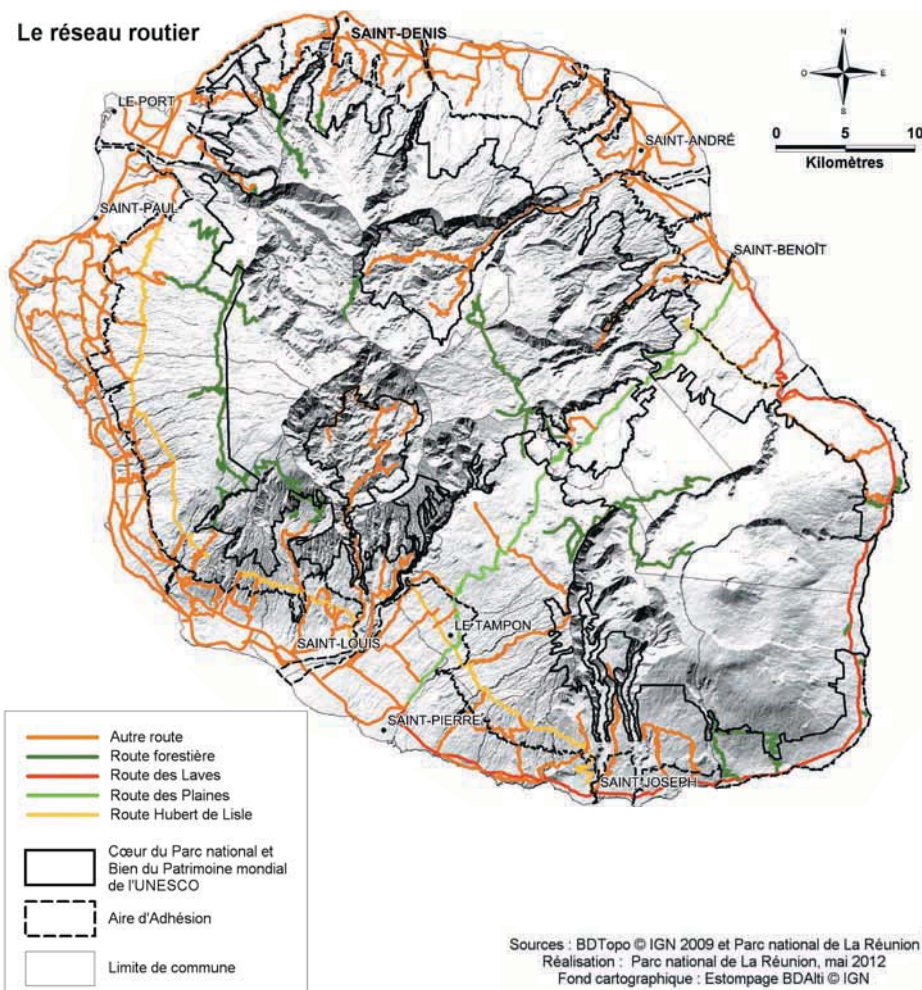 Le réseau routier
SAINT-DENIS
N
O
E
S
LE PORT
SAINT-ANDRÉ
0 5 10
Kilomètres
SAINT-PAUL
SAINT-BENOÎT
SAINT-LOUIS
LE TAMPON
SAINT-PIERRE
SAINT JOSEPH
Autre route
Route forestière
Route des Laves
Route des Plaines
Route Hubert de Lisle
Cœur du Parc national et
Bien du Patrimoine mondial
de l'UNESCO
Aire d'Adhésion
Limite de commune
Sources : BDTopo © IGN 2009 et Parc national de La Réunion
Réalisation : Parc national de La Réunion, mai 2012
Fond cartographique : Estompage BDAlti © IGN